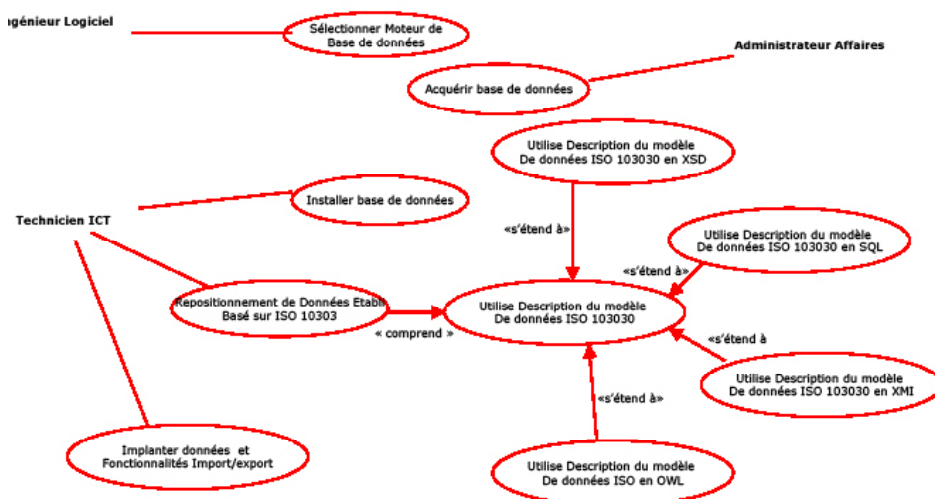 ngénieur Logiciel
Sélectionner Moteur de
Base de données
Administrateur Affaires
Acquérir base de données
Utilise Description du modèle
De données ISO 103030 en XSD
Installer base de données
Technicien ICT
«s'étend à»
Utilise Description du modèle
De données ISO 103030 en SQL
«s'étend à»
Repositionnement de Données Etabli
Basé sur ISO 10303
« comprend »
Utilise Description du modèle
De données ISO 103030
«s'étend à
Utilise Description du modèle
De données ISO 103030 en XMI
«s'étend à»
Implanter données et
Fonctionnalités Import/export
Utilise Description du modèle
De données ISO en OWL